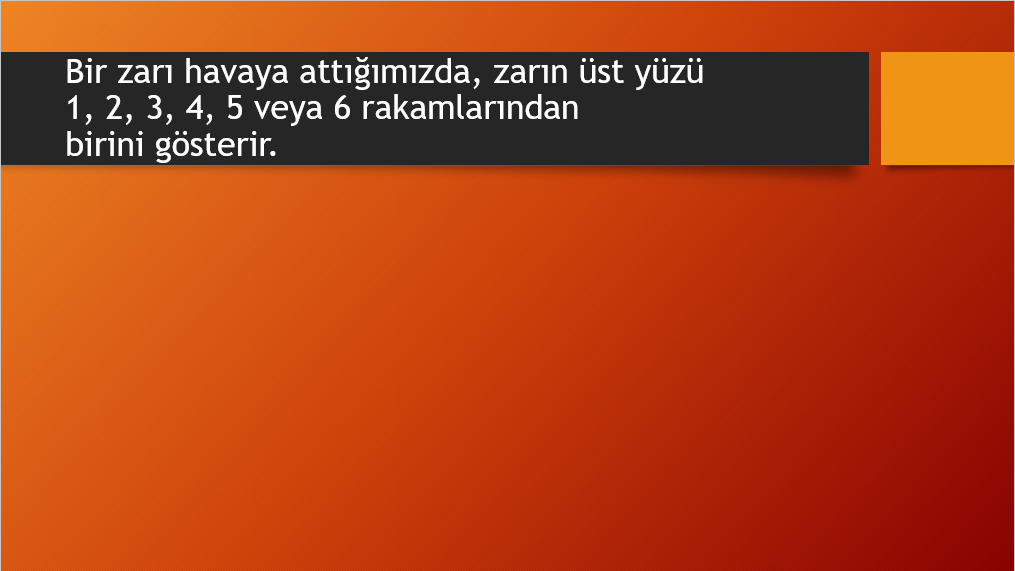 Bir zarı havaya attığımızda, zarın üst yüzü
1, 2, 3, 4, 5 veya 6 rakamlarından
birini gösterir.